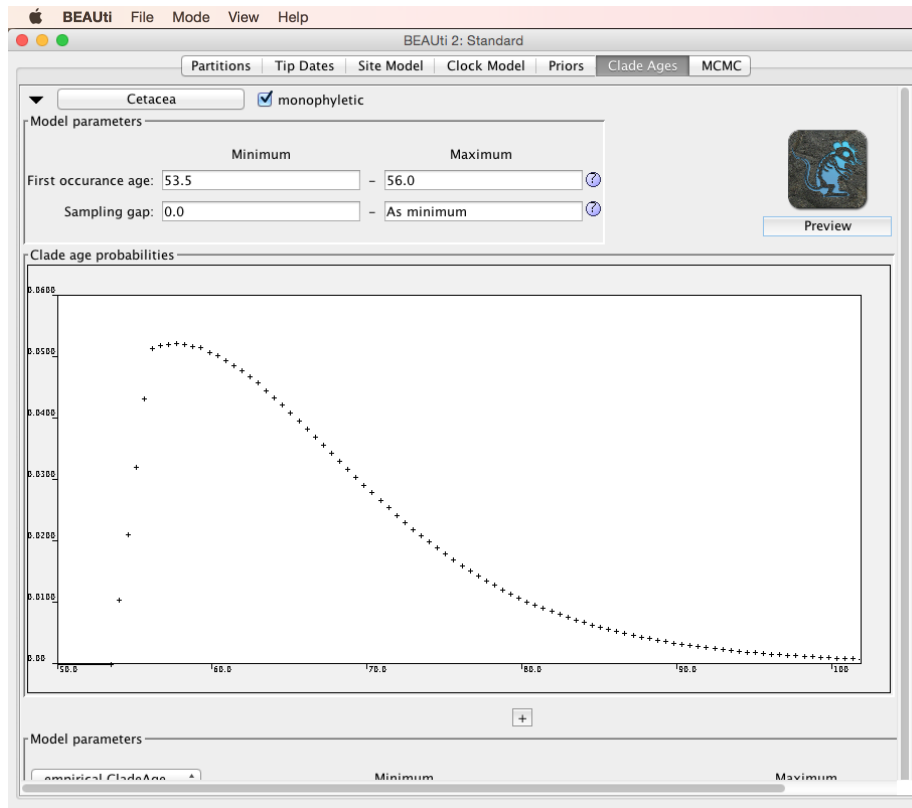 BEAUti File Mode View Help
BEAUti 2: Standard
Partitions Tip Dates Site Model Clock Model Priors Clade Ages MCMC
Cetacea monophyletic
Model parameters
Minimum Maximum
First occurance age: 53.5 – 56.0 ?
Sampling gap: 0.0 – As minimum ?
Preview
Clade age probabilities
0.0600
0.0500
0.0400
0.0300
0.0200
0.0100
0.00
50.0 60.0 70.0 80.0 90.0 100
+
Model parameters
empirical CladeAge Minimum Maximum